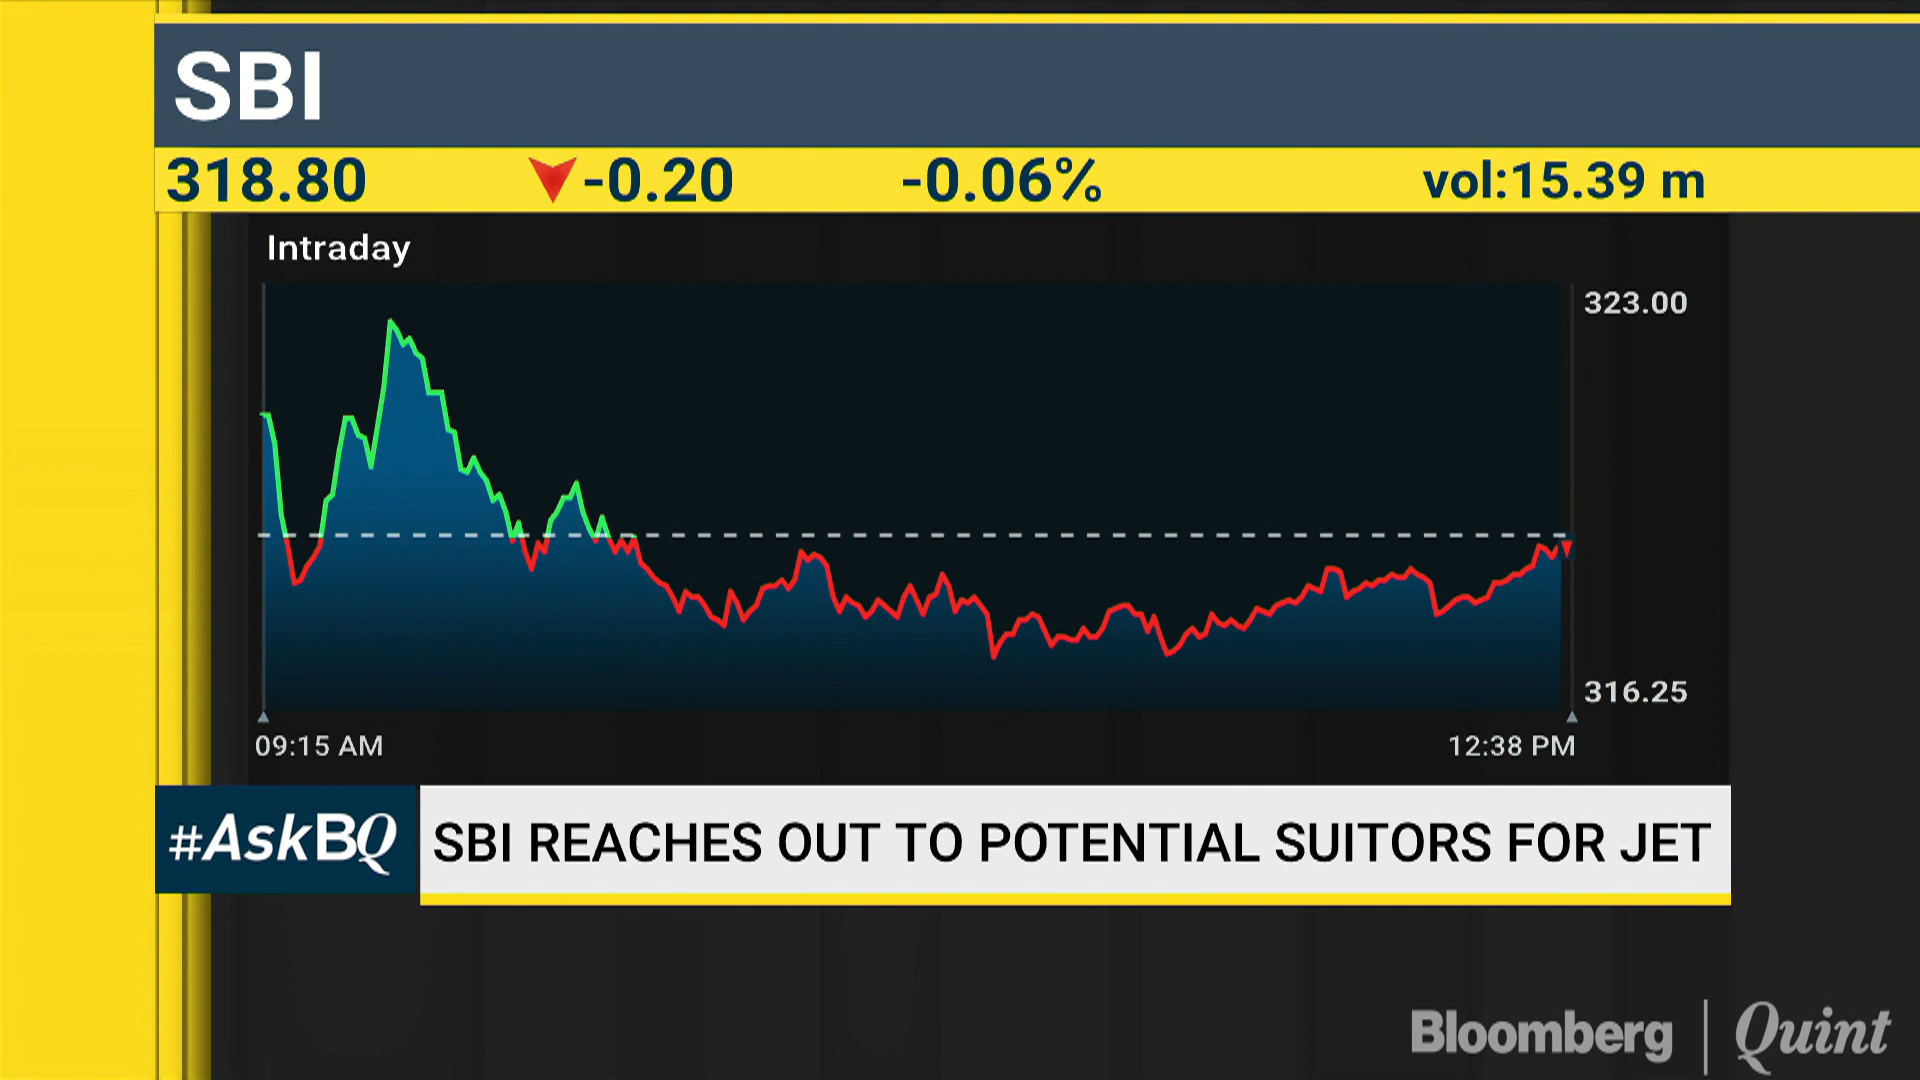 SBI
318.80 -0.20 -0.06% vol:15.39 m
Intraday
323.00
316.25
09:15 AM 12:38 PM
#AskBQ SBI REACHES OUT TO POTENTIAL SUITORS FOR JET
Bloomberg | Quint